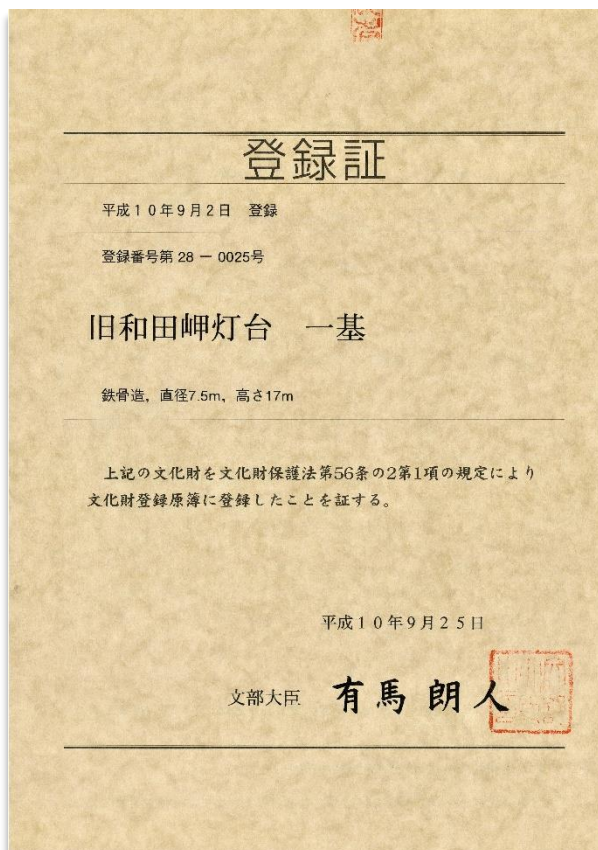 登録証
平成10年9月2日　登録
登録番号第 28 － 0025号
旧和田岬灯台　一基
鉄骨造，直径7.5m，高さ17m
上記の文化財を文化財保護法第56条の2第1項の規定により
文化財登録原簿に登録したことを証する。
平成１０年９月２５日
文部大臣　有馬朗人